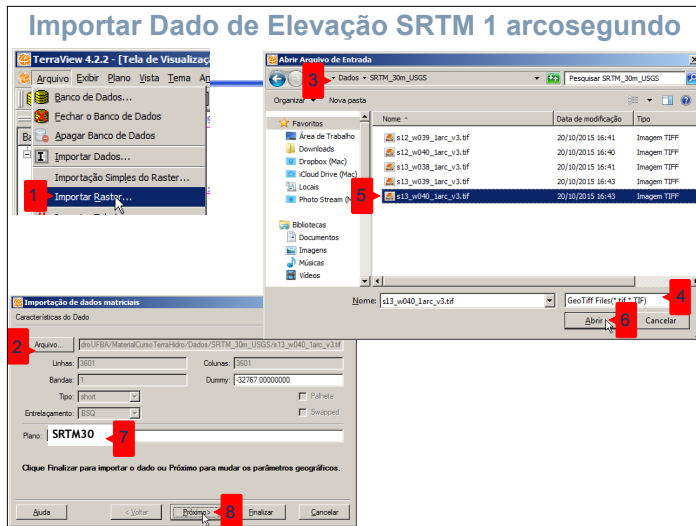 Importar Dado de Elevação SRTM 1 arcosegundo
TerraView 4.2.2 - [Tela de Visualizaç
Arquivo Exibir Plano Vista Tema
Banco de Dados...
Fechar o Banco de Dados
Apagar Banco de Dados
Importar Dados...
Importação Simples do Raster...
1
Importar Raster...
Abrir Arquivo de Entrada
3
Dados
SRTM_30m_USGS
Pesquisar SRTM_30m_USGS
Organizar
Nova pasta
Favoritos
Área de Trabalho
Downloads
Dropbox (Mac)
iCloud Drive (Mac)
Locais
Photo Stream (M
Bibliotecas
Documentos
Imagens
Músicas
Vídeos
Nome
Data de modificação
Tipo
s12_w039_1arc_v3.tif 20/10/2015 16:41 Imagem TIFF
s12_w040_1arc_v3.tif 20/10/2015 16:40 Imagem TIFF
s13_w038_1arc_v3.tif 20/10/2015 16:41 Imagem TIFF
s13_w039_1arc_v3.tif 20/10/2015 16:43 Imagem TIFF
5
s13_w040_1arc_v3.tif 20/10/2015 16:43 Imagem TIFF
Nome: s13_w040_1arc_v3.tif
GeoTiff Files(*.tif *.TIF)
4
Abrir
6
Cancelar
Importação de dados matriciais
Características do Dado
2
Arquivo...
droUFBA/MaterialCursoTerraHidro/Dados/SRTM_30m_USGS/s13_w040_1arc_v3.tif
Linhas: 3601
Colunas: 3601
Bandas: 1
Dummy: -32767.00000000
Tipo: short
Palheta
Entrelaçamento: BSQ
Swapped
Plano: SRTM30
7
Clique Finalizar para importar o dado ou Próximo para mudar os parâmetros geográficos.
Ajuda
< Voltar
Próximo>
8
Finalizar
Cancelar